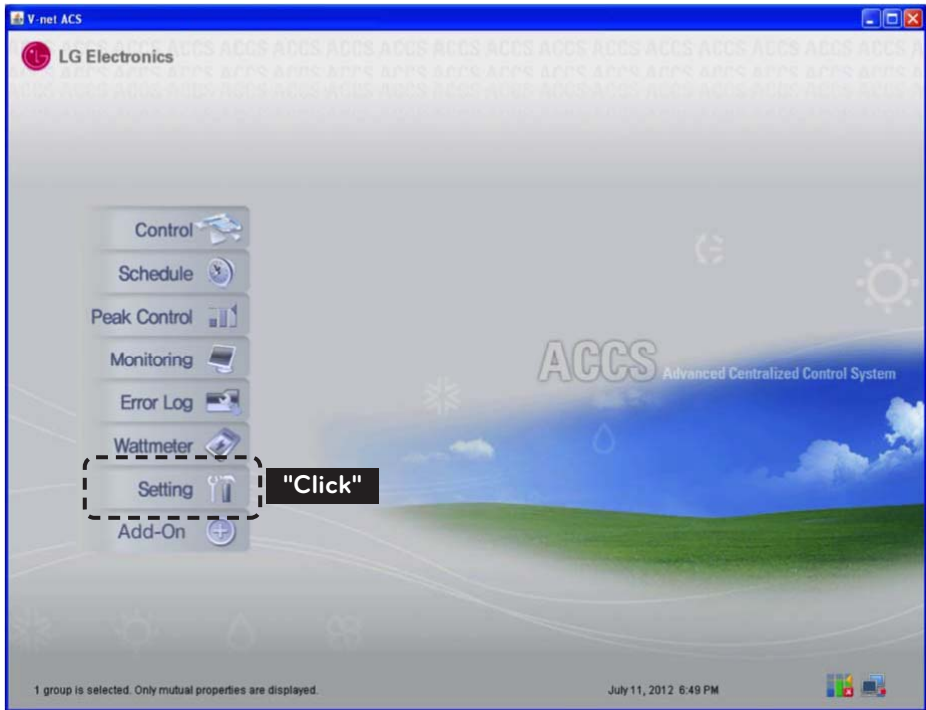 V-net ACS
LG Electronics
Control
Schedule
Peak Control
Monitoring
Error Log
Wattmeter
Setting
"Click"
Add-On
ACCS Advanced Centralized Control System
1 group is selected. Only mutual properties are displayed.
July 11, 2012 6:49 PM